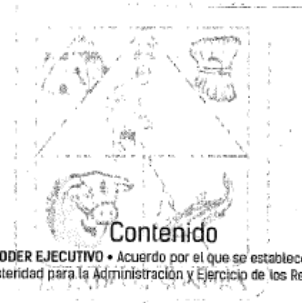 Contenido
PODER EJECUTIVO • Acuerdo por el que se establece
steridad para la Administración y Ejercicio de los Re